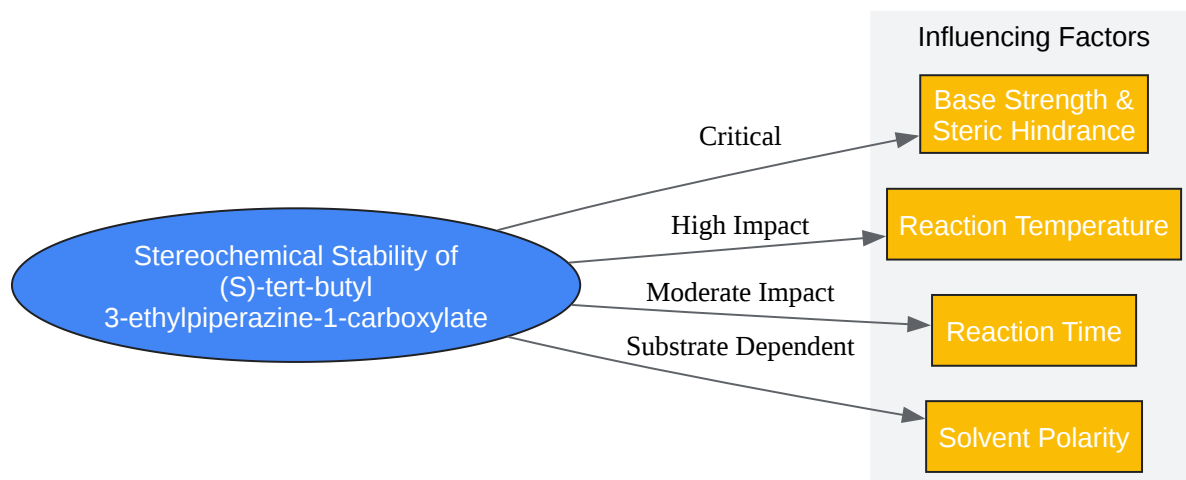 Influencing Factors
Base Strength &
Steric Hindrance
Critical
High Impact
Reaction Temperature
Stereochemical Stability of
(S)-tert-butyl
3-ethylpiperazine-1-carboxylate
Moderate Impact
Reaction Time
Substrate Dependent
Solvent Polarity